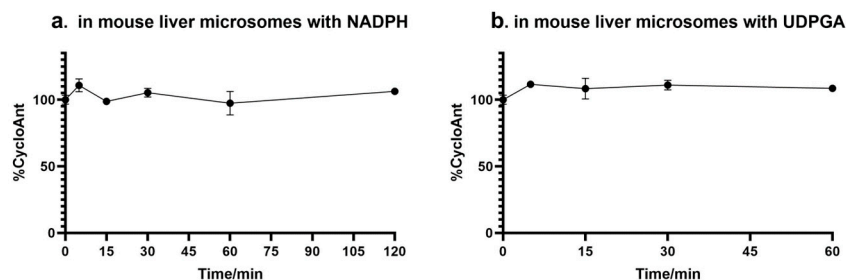 a. in mouse liver microsomes with NADPH
%CycloAnt
100
50
0
0 15 30 45 60 75 90 105 120
Time/min
b. in mouse liver microsomes with UDPGA
%CycloAnt
100
50
0
0 15 30 45 60
Time/min